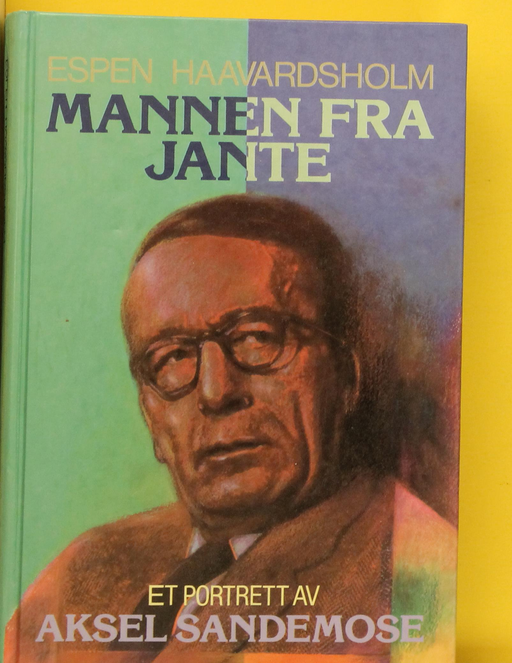 ESPEN HAAVARDSHOLM
MANNEN FRA
JANTE
ET PORTRETT AV
AKSEL SANDEMOSE